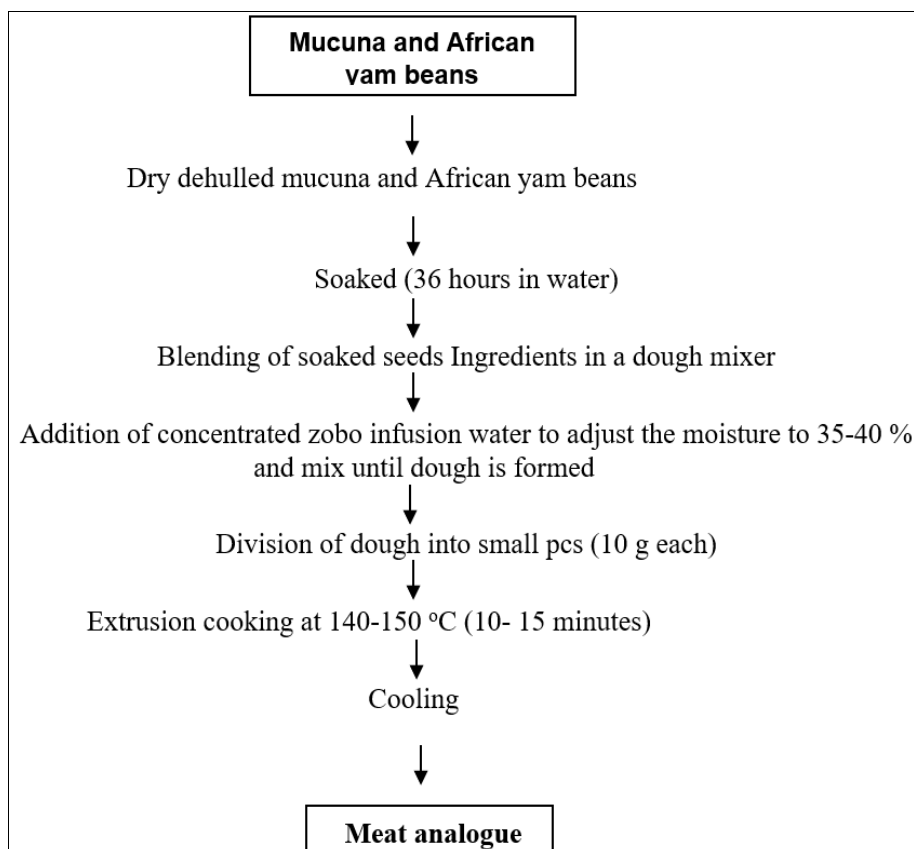 Mucuna and African
yam beans
Dry dehulled mucuna and African yam beans
Soaked (36 hours in water)
Blending of soaked seeds Ingredients in a dough mixer
Addition of concentrated zobo infusion water to adjust the moisture to 35-40 %
and mix until dough is formed
Division of dough into small pcs (10 g each)
Extrusion cooking at 140-150 ºC (10- 15 minutes)
Cooling
Meat analogue